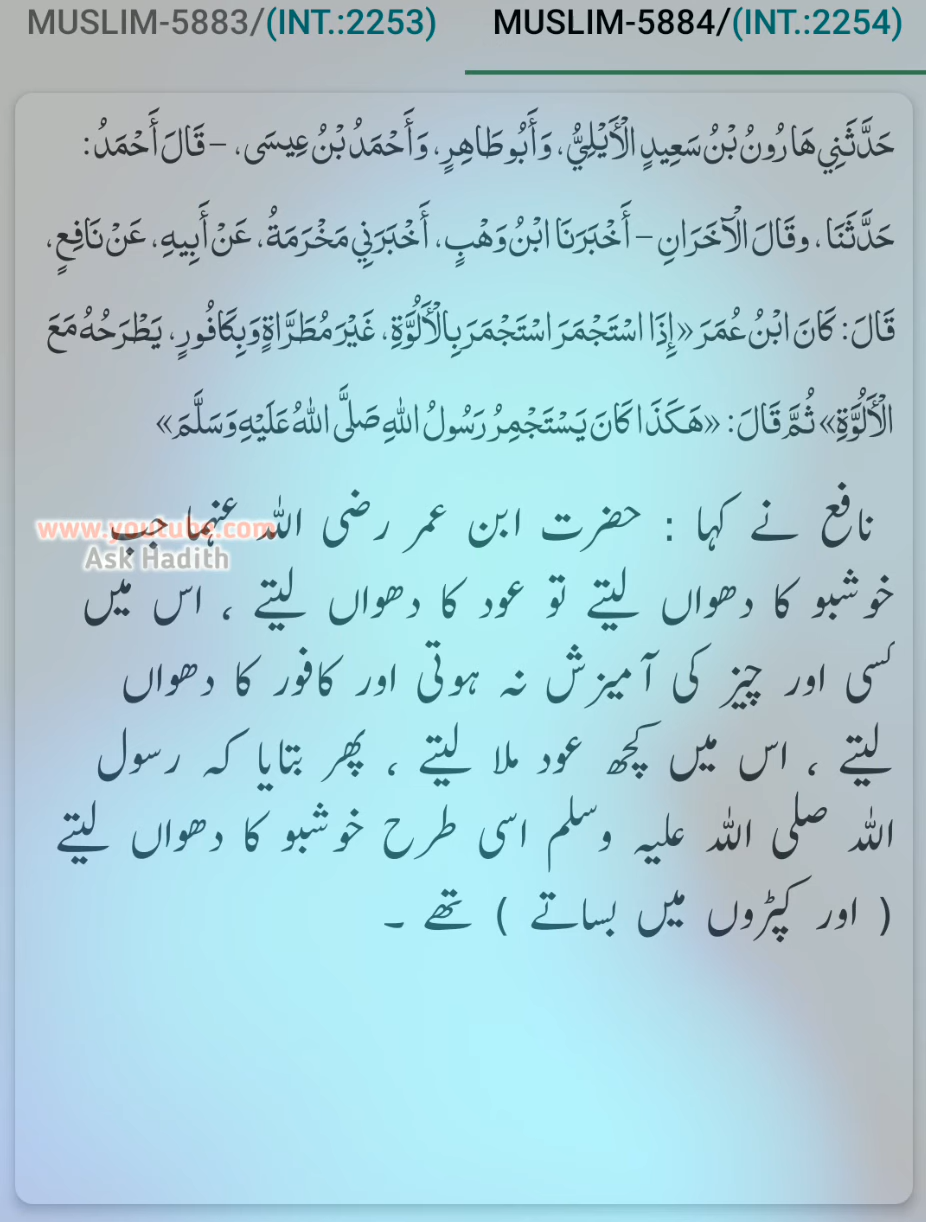 MUSLIM-5883/(INT.:2253) MUSLIM-5884/(INT.:2254)
حَدَّثَنِي هَارُونُ بْنُ سَعِيدٍ الْأَيْلِيُّ، وَأَبُو طَاهِرٍ، وَأَحْمَدُ بْنُ عِيسَى، - قَالَ أَحْمَدُ:
حَدَّثَنَا، وقَالَ الْآخَرَانِ - أَخْبَرَنَا ابْنُ وَهْبٍ، أَخْبَرَنِي مَخْرَمَةُ، عَنْ أَبِيهِ، عَنْ نَافِعٍ،
قَالَ: كَانَ ابْنُ عُمَرَ «إِذَا اسْتَجْمَرَ اسْتَجْمَرَ بِالْأَلُوَّةِ، غَيْرَ مُطَرَّاةٍ وَبِكَافُورٍ، يَطْرَحُهُ مَعَ
الْأَلُوَّةِ» ثُمَّ قَالَ: «هَكَذَا كَانَ يَسْتَجْمِرُ رَسُولُ اللهِ صَلَّى اللهُ عَلَيْهِ وَسَلَّمَ»
نافع نے کہا : حضرت ابن عمر رضی اللہ عنہما جب
www.youtube.com
Ask Hadith
خوشبو کا دھواں لیتے تو عود کا دھواں لیتے ، اس میں
کسی اور چیز کی آمیزش نہ ہوتی اور کافور کا دھواں
لیتے ، اس میں کچھ عود ملا لیتے ، پھر بتایا کہ رسول
اللہ صلی اللہ علیہ وسلم اسی طرح خوشبو کا دھواں لیتے
( اور کپڑوں میں بساتے ) تھے ۔